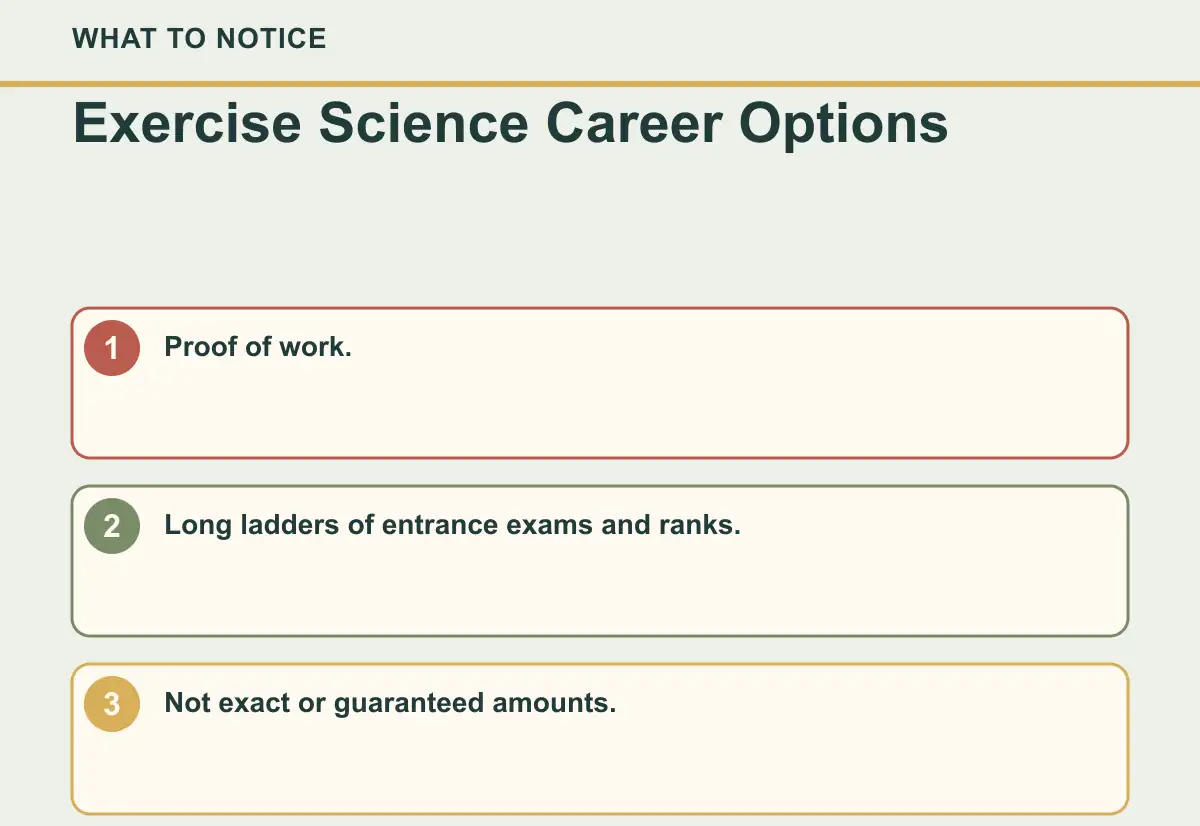 WHAT TO NOTICE
Exercise Science Career Options
1 Proof of work.
2 Long ladders of entrance exams and ranks.
3 Not exact or guaranteed amounts.